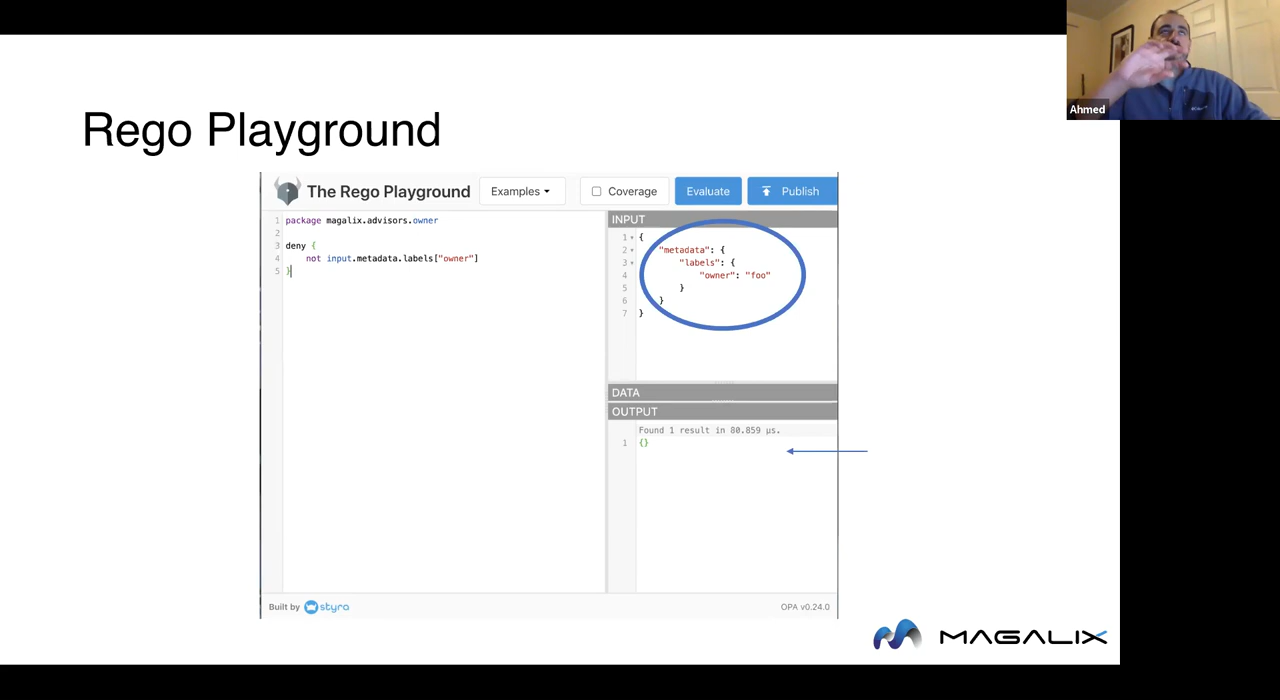 Ahmed
Rego Playground
The Rego Playground
Examples
Coverage
Evaluate
Publish
1 package magalix.advisors.owner
2
3 deny {
4 not input.metadata.labels["owner"]
5 }
INPUT
1 {
2 "metadata": {
3 "labels": {
4 "owner": "foo"
5 }
6 }
7 }
DATA
OUTPUT
Found 1 result in 80.859 µs.
1 {}
Built by styra
OPA v0.24.0
MAGALIX